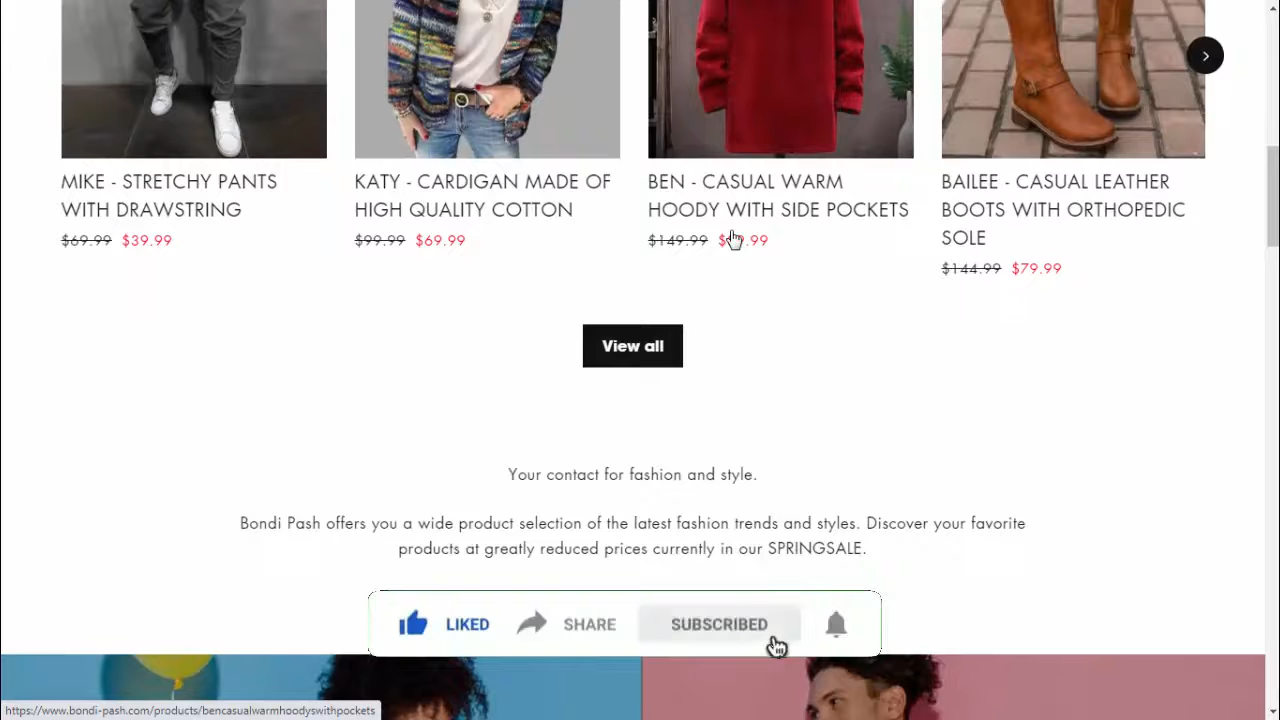 MIKE - STRETCHY PANTS
WITH DRAWSTRING
$69.99 $39.99
KATY - CARDIGAN MADE OF
HIGH QUALITY COTTON
$99.99 $69.99
BEN - CASUAL WARM
HOODY WITH SIDE POCKETS
$149.99
BAILEE - CASUAL LEATHER
BOOTS WITH ORTHOPEDIC
SOLE
$144.99 $79.99
View all
Your contact for fashion and style.
Bondi Pash offers you a wide product selection of the latest fashion trends and styles. Discover your favorite
products at greatly reduced prices currently in our SPRINGSALE.
LIKED SHARE SUBSCRIBED
https://www.bondi-pash.com/products/bencasualwarmhoodyswithpockets